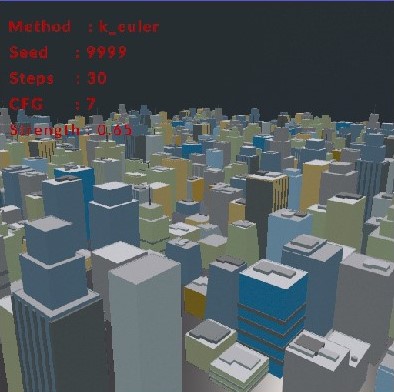 Method : k_euler
Seed : 9999
Steps : 30
CFG : 7
Strength : 0.65